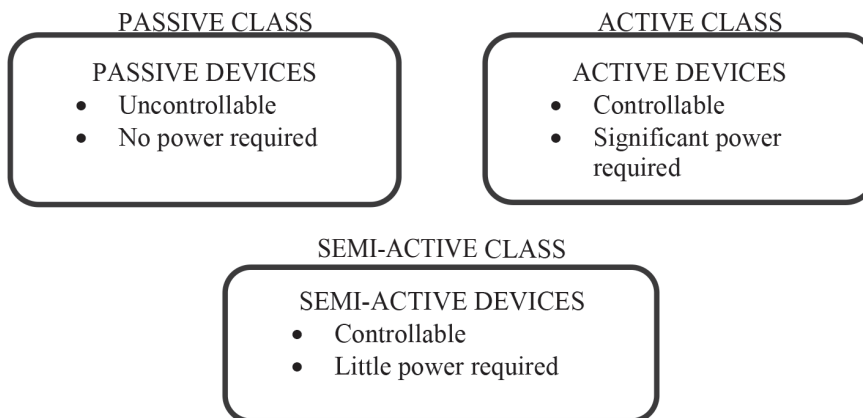 PASSIVE CLASS
PASSIVE DEVICES
• Uncontrollable
• No power required
ACTIVE CLASS
ACTIVE DEVICES
• Controllable
• Significant power
required
SEMI-ACTIVE CLASS
SEMI-ACTIVE DEVICES
• Controllable
• Little power required